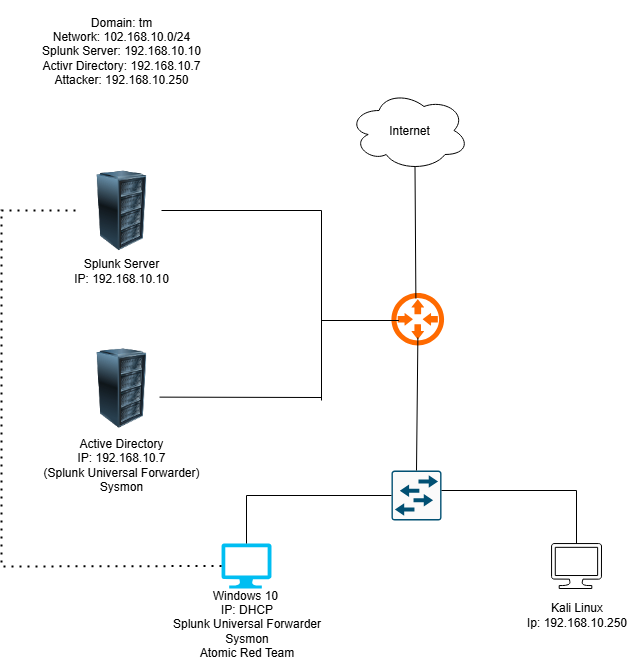 Domain: tm
Network: 102.168.10.0/24
Splunk Server: 192.168.10.10
Activr Directory: 192.168.10.7
Attacker: 192.168.10.250
Internet
Splunk Server
IP: 192.168.10.10
Active Directory
IP: 192.168.10.7
(Splunk Universal Forwarder)
Sysmon
Windows 10
IP: DHCP
Splunk Universal Forwarder
Sysmon
Atomic Red Team
Kali Linux
Ip: 192.168.10.250